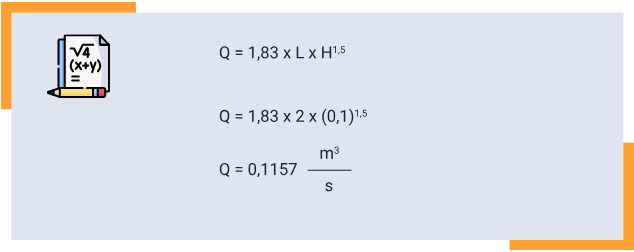 √4
(x+y)
=
Q = 1,83 x L x H¹,⁵
Q = 1,83 x 2 x (0,1)¹,⁵
Q = 0,1157 m³
s